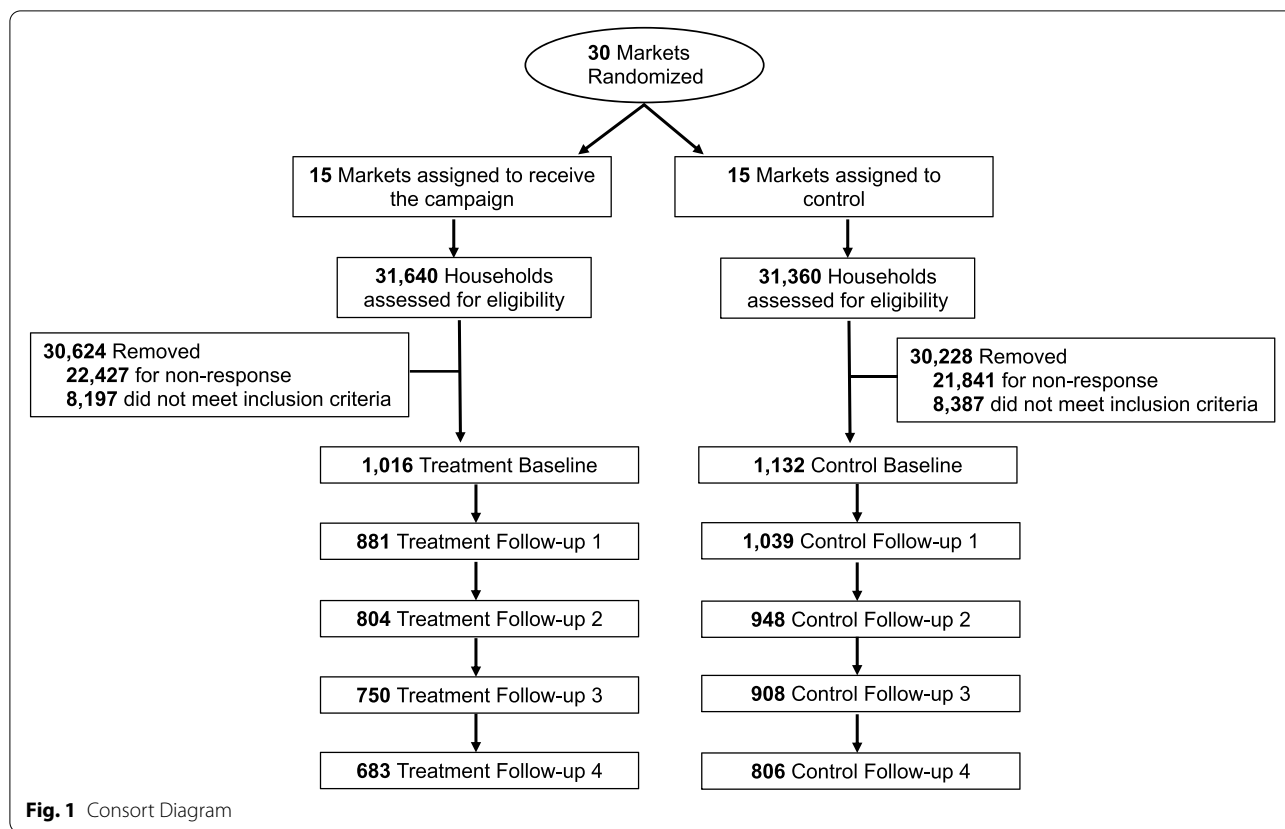 30 Markets
Randomized
15 Markets assigned to receive
the campaign
15 Markets assigned to
control
31,640 Households
assessed for eligibility
31,360 Households
assessed for eligibility
30,624 Removed
22,427 for non-response
8,197 did not meet inclusion criteria
30,228 Removed
21,841 for non-response
8,387 did not meet inclusion criteria
1,016 Treatment Baseline
1,132 Control Baseline
881 Treatment Follow-up 1
1,039 Control Follow-up 1
804 Treatment Follow-up 2
948 Control Follow-up 2
750 Treatment Follow-up 3
908 Control Follow-up 3
683 Treatment Follow-up 4
806 Control Follow-up 4
Fig. 1 Consort Diagram